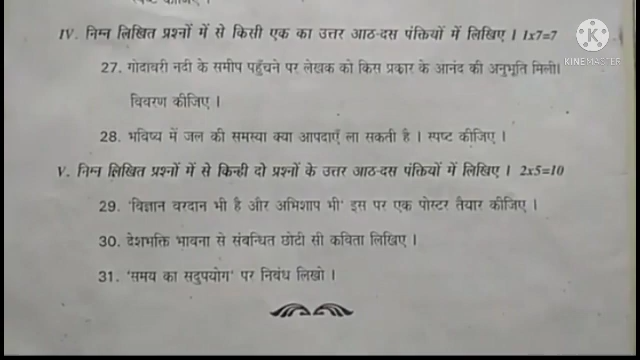 स्पष्ट कीजिए ।
IV. निम्न लिखित प्रश्नों में से किसी एक का उत्तर आठ-दस पंक्तियों में लिखिए । 1x7=7
KINEMASTER
27. गोदावरी नदी के समीप पहुँचने पर लेखक को किस प्रकार के आनंद की अनुभूति मिली।
विवरण कीजिए ।
28. भविष्य में जल की समस्या क्या आपदाएँ ला सकती है । स्पष्ट कीजिए ।
V. निम्न लिखित प्रश्नों में से किन्ही दो प्रश्नों के उत्तर आठ-दस पंक्तियों में लिखिए । 2x5=10
29. 'विज्ञान वरदान भी है और अभिशाप भी' इस पर एक पोस्टर तैयार कीजिए ।
30. देशभक्ति भावना से संबन्धित छोटी सी कविता लिखिए ।
31. 'समय का सदुपयोग' पर निबंध लिखो ।